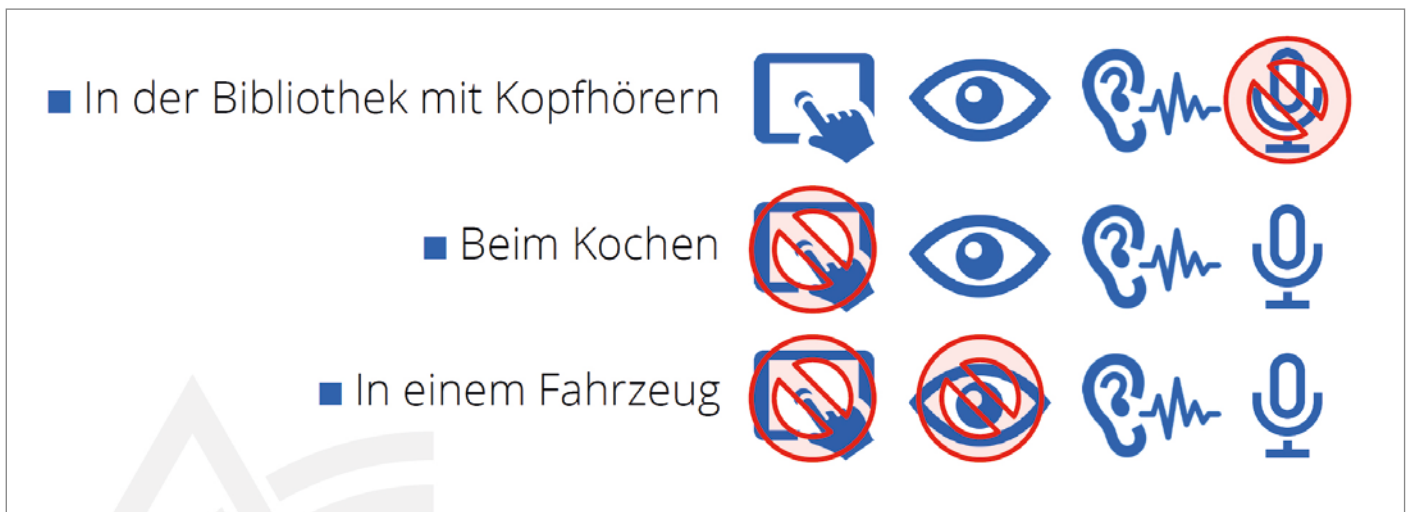 In der Bibliothek mit Kopfhörern
Beim Kochen
In einem Fahrzeug